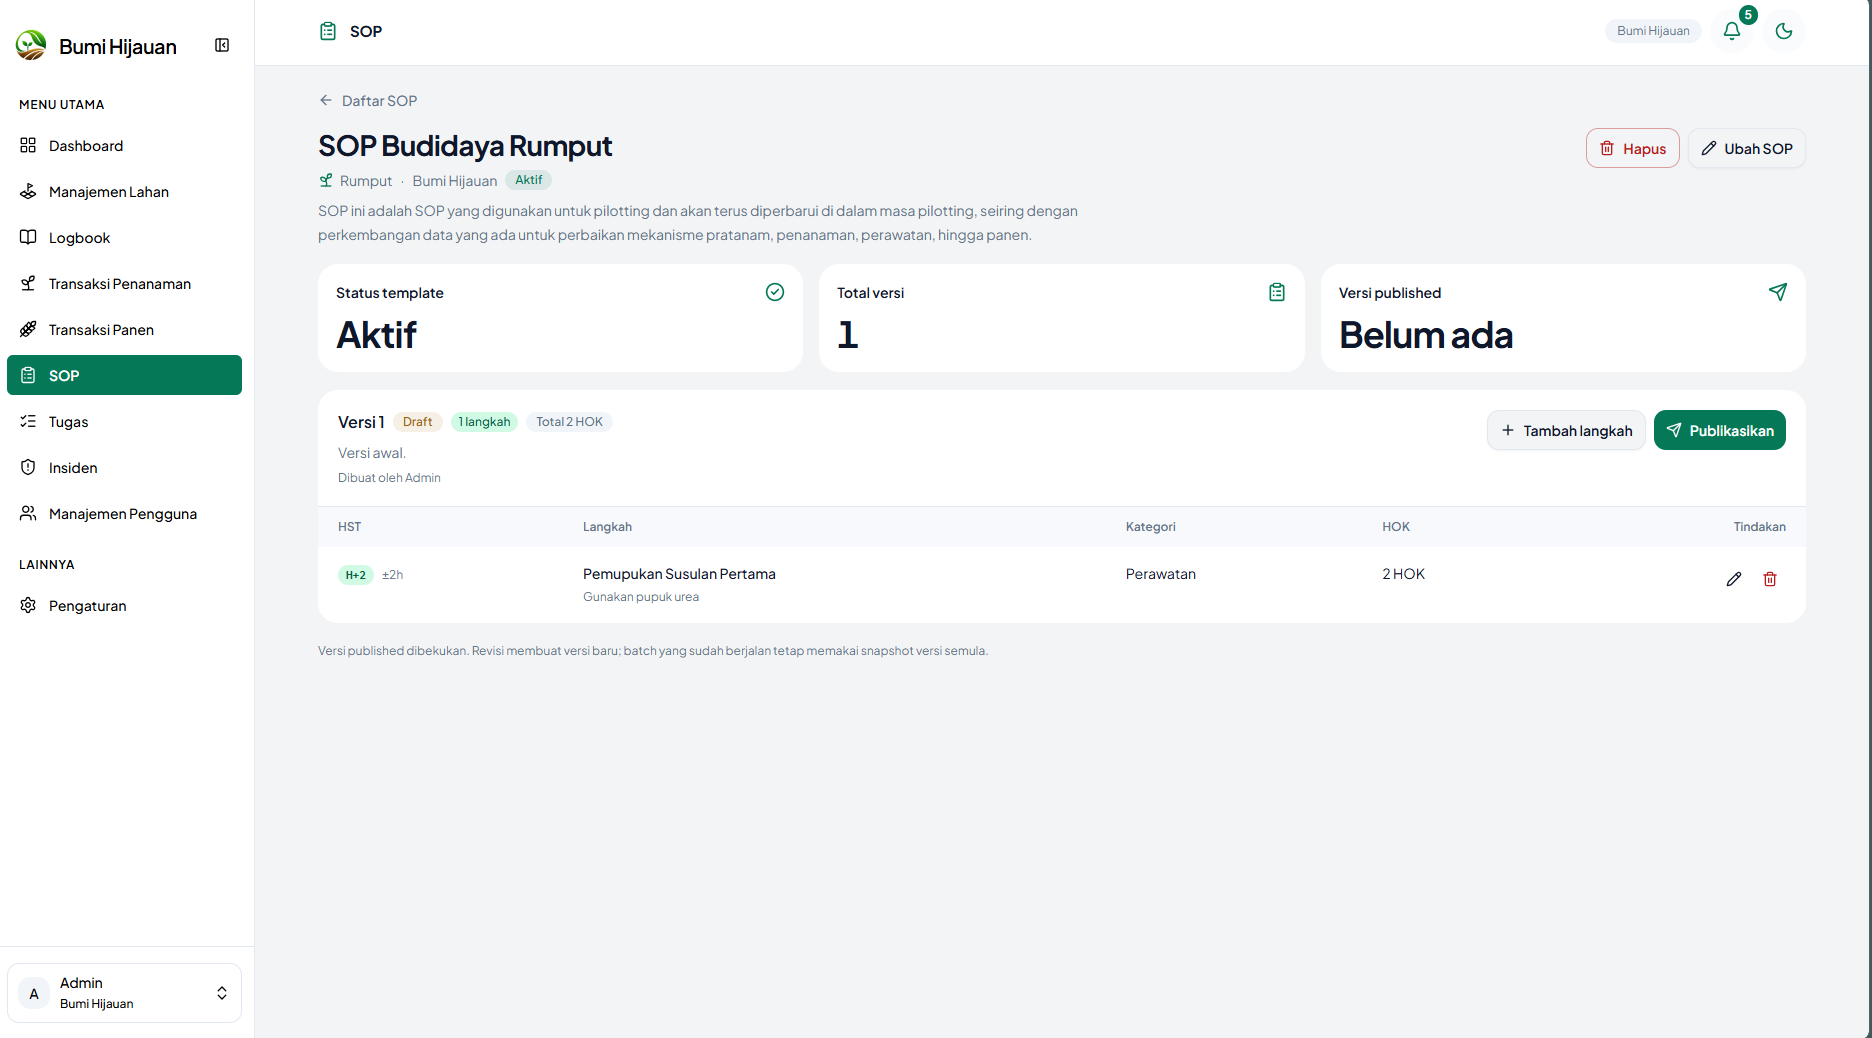 Bumi Hijauan
MENU UTAMA
Dashboard
Manajemen Lahan
Logbook
Transaksi Penanaman
Transaksi Panen
SOP
Tugas
Insiden
Manajemen Pengguna
LAINNYA
Pengaturan
A
Admin
Bumi Hijauan
SOP
Bumi Hijauan
5
Daftar SOP
SOP Budidaya Rumput
Hapus
Ubah SOP
Rumput · Bumi Hijauan Aktif
SOP ini adalah SOP yang digunakan untuk pilotting dan akan terus diperbarui di dalam masa pilotting, seiring dengan
perkembangan data yang ada untuk perbaikan mekanisme pratanam, penanaman, perawatan, hingga panen.
Status template
Aktif
Total versi
1
Versi published
Belum ada
Versi 1 Draft 1 langkah Total 2 HOK
Versi awal.
Dibuat oleh Admin
Tambah langkah
Publikasikan
HST Langkah Kategori HOK Tindakan
H+2 ±2h Pemupukan Susulan Pertama Perawatan 2 HOK
Gunakan pupuk urea
Versi published dibekukan. Revisi membuat versi baru; batch yang sudah berjalan tetap memakai snapshot versi semula.